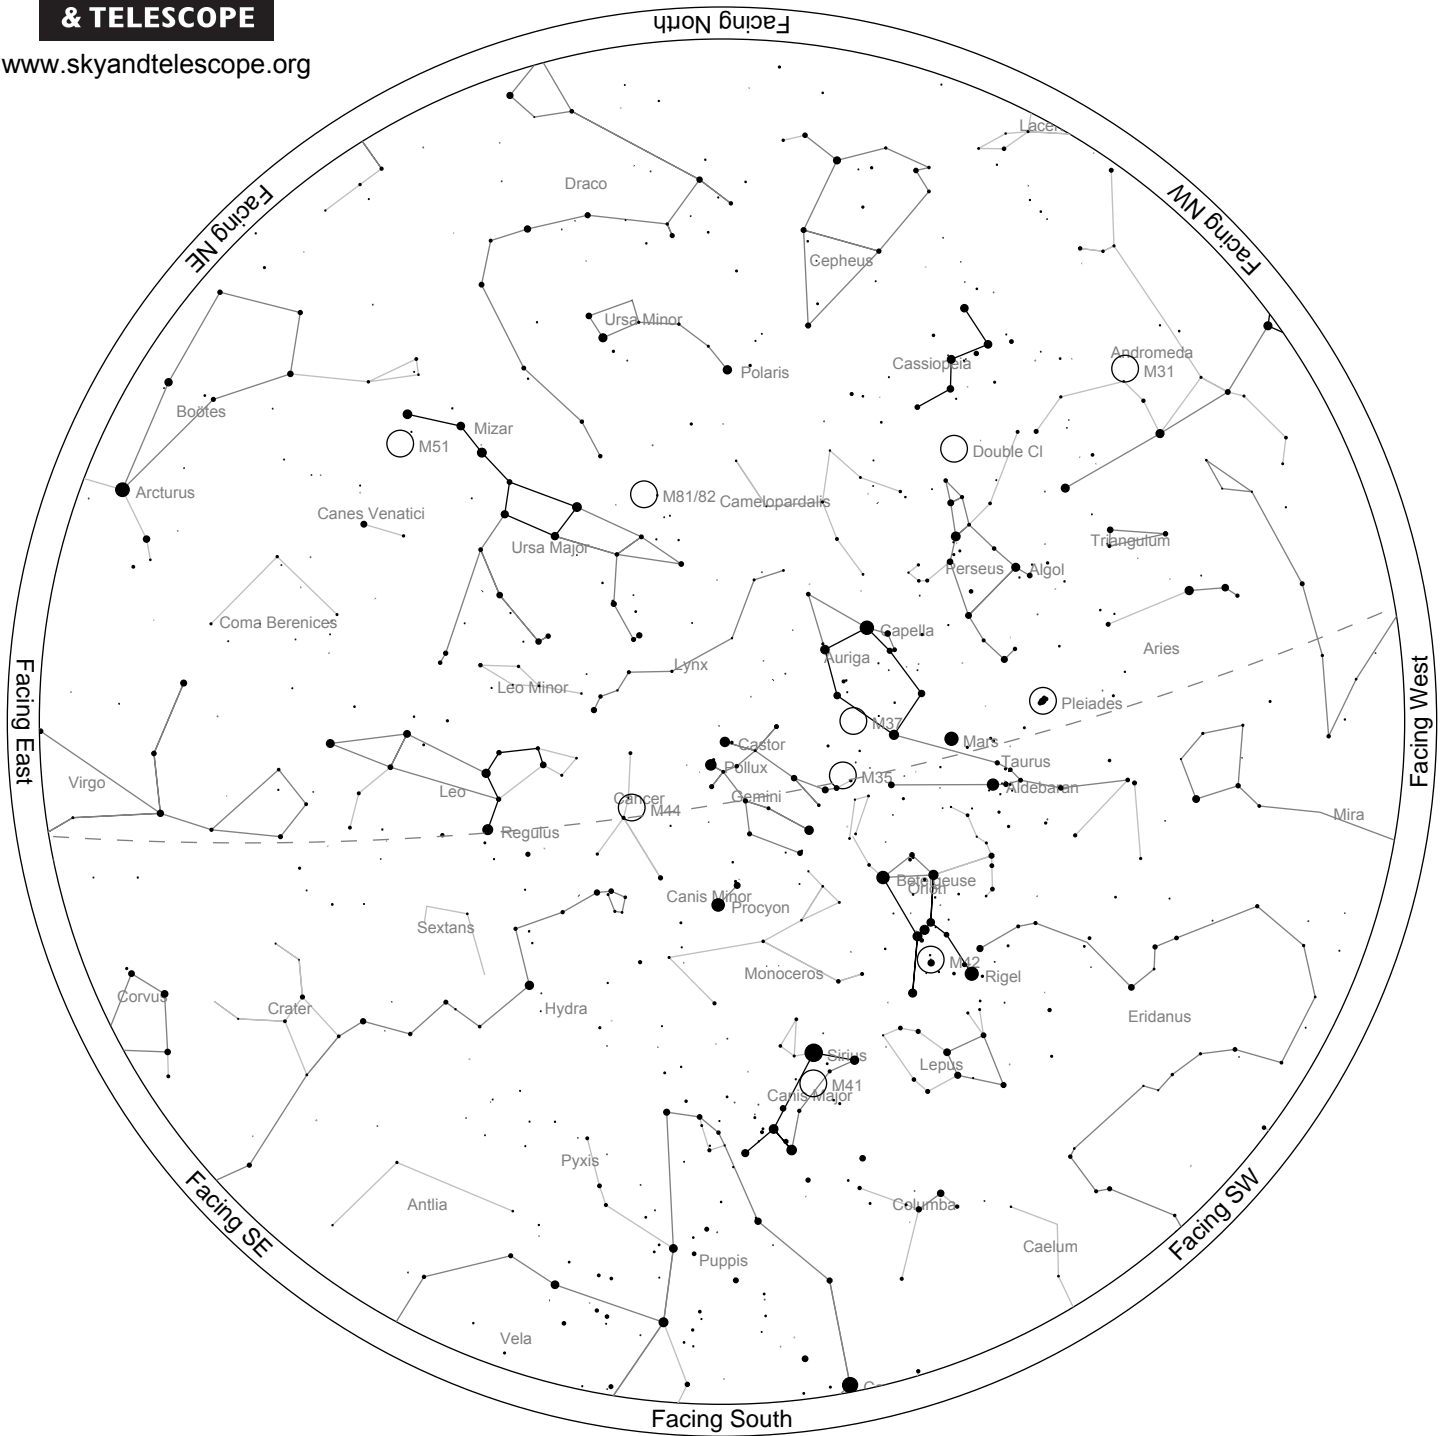 & TELESCOPE
www.skyandtelescope.org
Facing North
Facing NE
Facing NW
Facing East
Facing West
Facing SE
Facing SW
Facing South
Draco
Cepheus
Ursa Minor
Polaris
Cassiopeia
Andromeda
M31
Boötes
Mizar
M51
Double Cl
Arcturus
M81/82
Camelopardalis
Canes Venatici
Ursa Major
Triangulum
Perseus
Algol
Coma Berenices
Capella
Auriga
Aries
Lynx
Leo Minor
Pleiades
M37
Castor
Mars
Pollux
Taurus
M35
Virgo
Leo
Gemini
Aldebaran
Cancer
M44
Mira
Regulus
Betelgeuse
Orion
Canis Minor
Procyon
Sextans
M42
Monoceros
Rigel
Corvus
Crater
Hydra
Eridanus
Sirius
Lepus
M41
Canis Major
Pyxis
Antlia
Columba
Caelum
Puppis
Vela